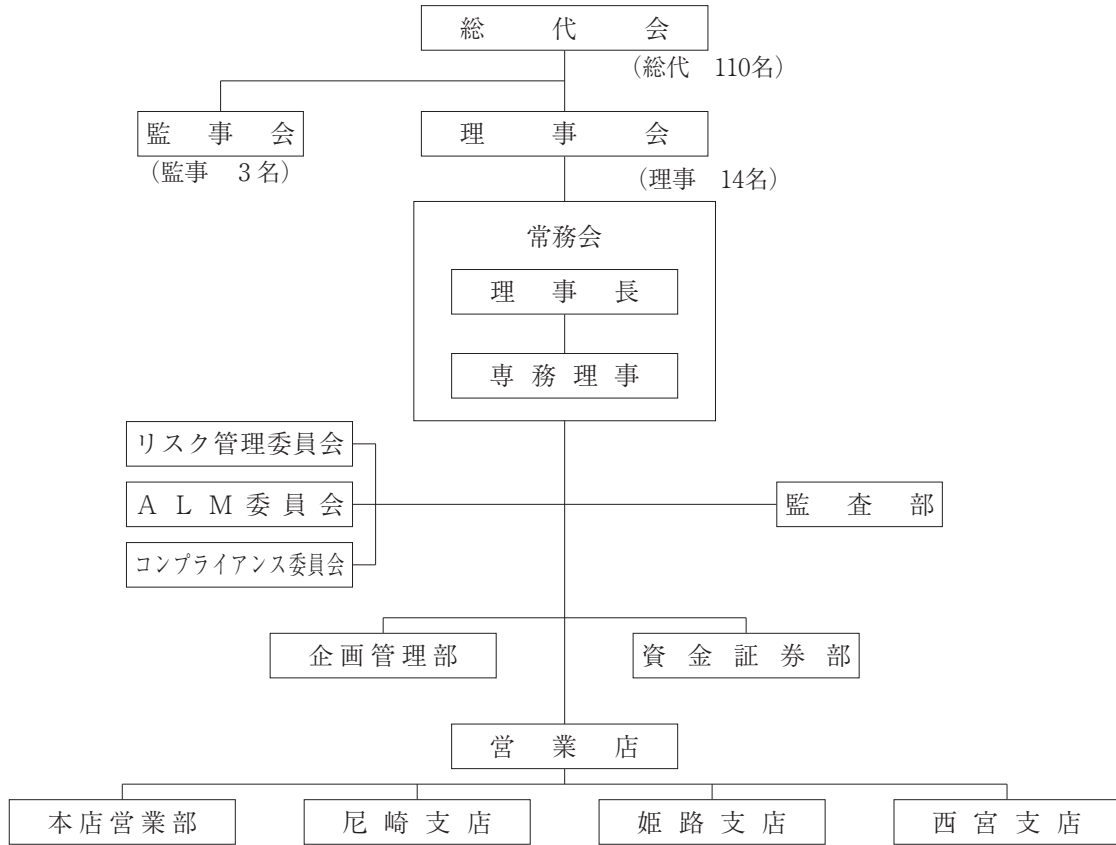 総代会
(総代　110名)
監事会
理事会
(監事　3名)
(理事　14名)
常務会
理事長
専務理事
リスク管理委員会
ALM委員会
監査部
コンプライアンス委員会
企画管理部
資金証券部
営業店
本店営業部
尼崎支店
姫路支店
西宮支店